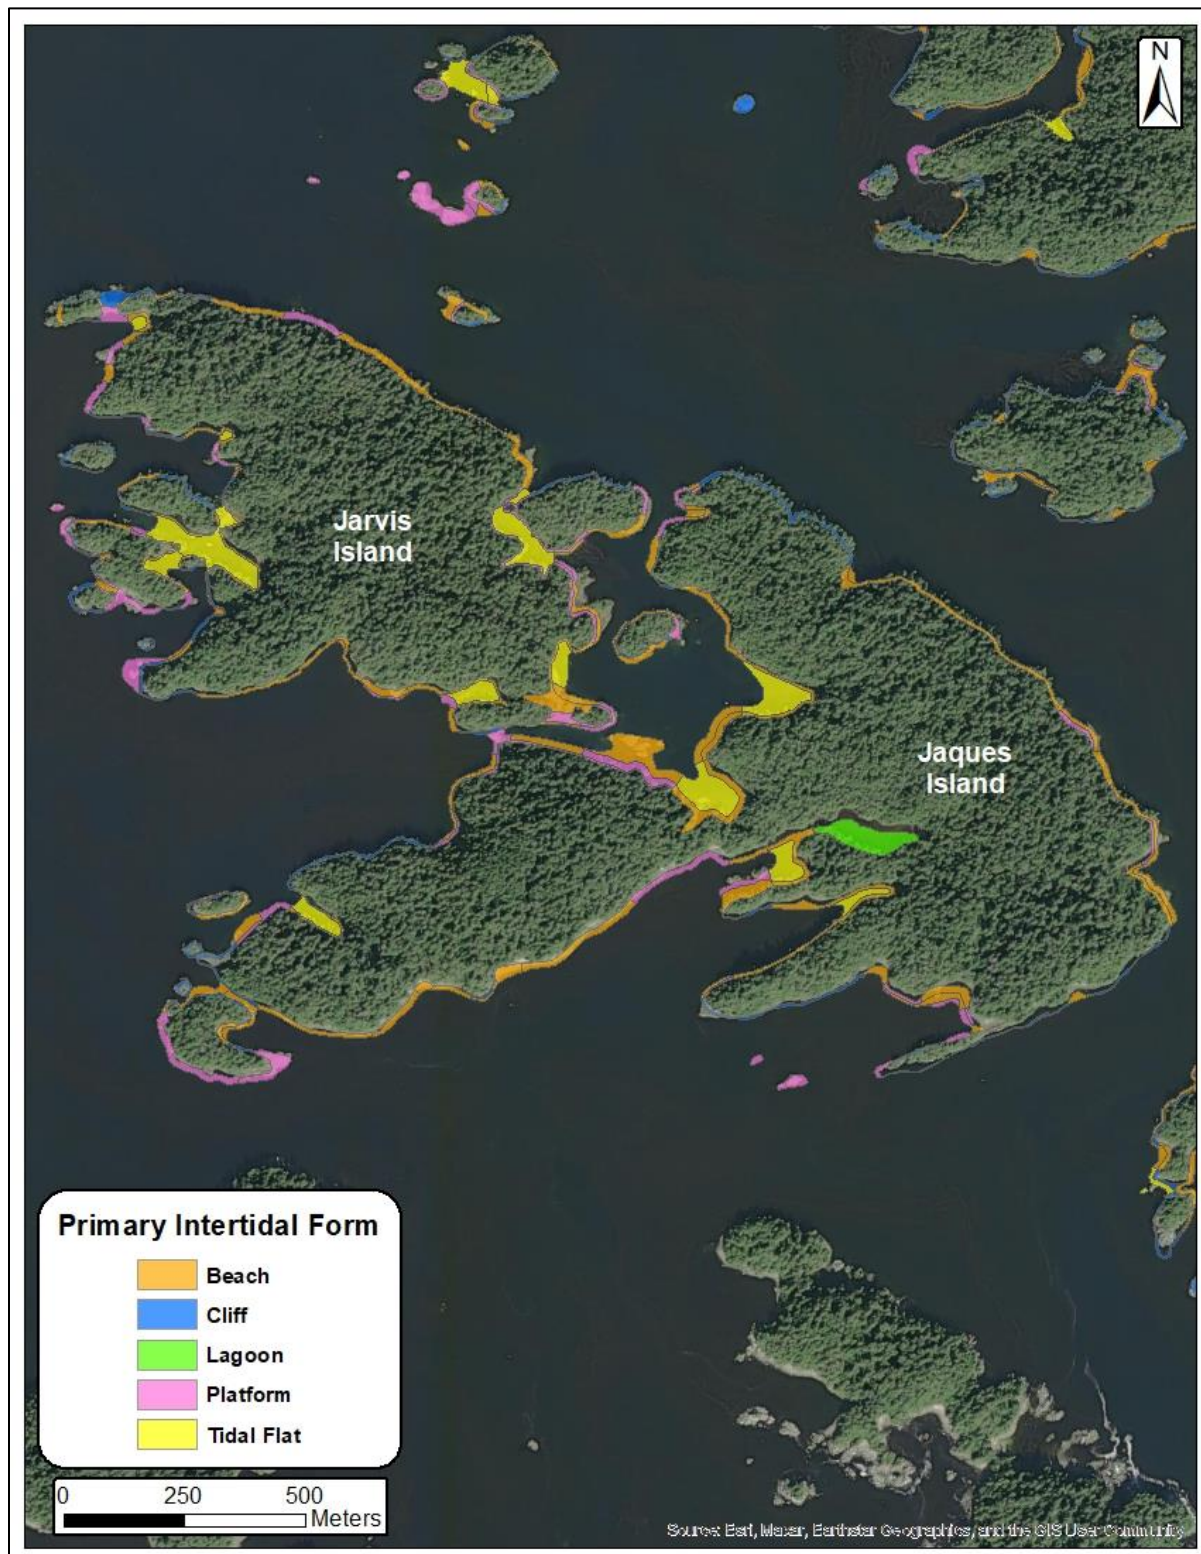 N
Jarvis
Island
Jaques
Island
Primary Intertidal Form
Beach
Cliff
Lagoon
Platform
Tidal Flat
0 250 500
Meters
Source: Esri, Maxar, Earthstar Geographics, and the GIS User Community